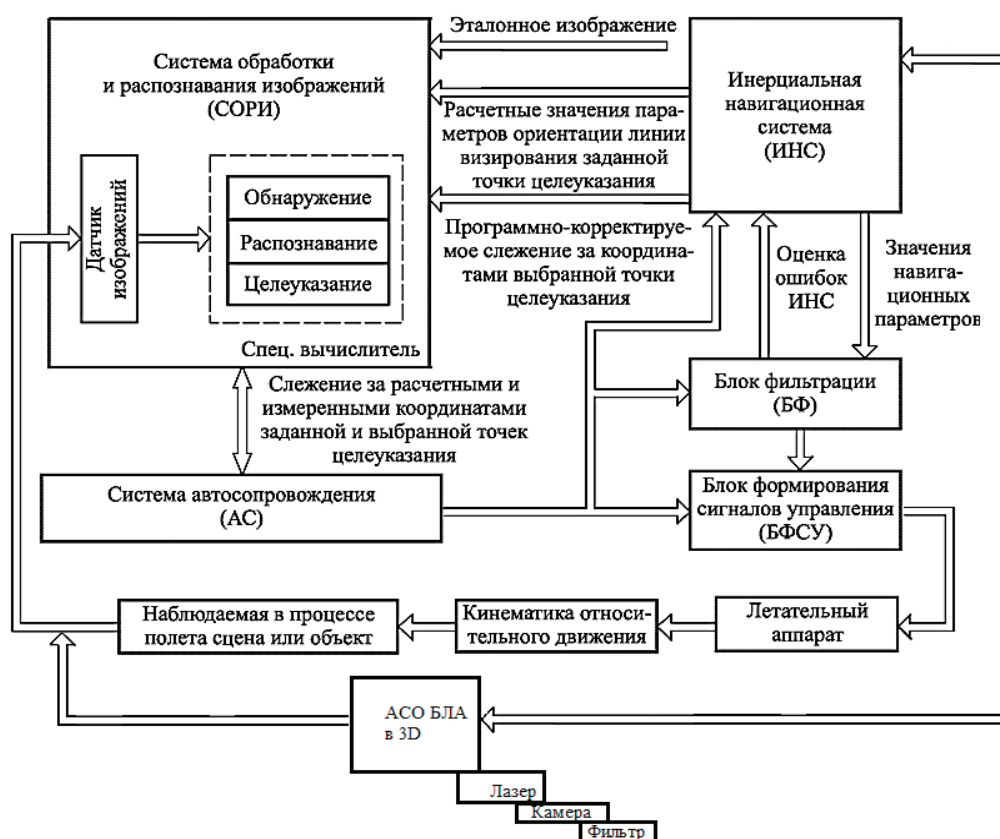 Эталонное изображение
Система обработки
и распознавания изображений
(СОРИ)
Инерциальная
навигационная
система
(ИНС)
Расчетные значения пара-
метров ориентации линии
визирования заданной
точки целеуказания
Датчик
изображений
Обнаружение
Распознавание
Целеуказание
Программно-корректируе-
мое слежение за координа-
тами выбранной точки
целеуказания
Оценка
ошибок
ИНС
Значения
навига-
ционных
параметров
Спец. вычислитель
Слежение за расчетными и
измеренными координатами
заданной и выбранной точек
целеуказания
Блок фильтрации
(БФ)
Система автосопровождения
(АС)
Блок формирования
сигналов управления
(БФСУ)
Наблюдаемая в процессе
полета сцена или объект
Кинематика относи-
тельного движения
Летательный
аппарат
АСО БЛА
в 3D
Лазер
Камера
Фильтр